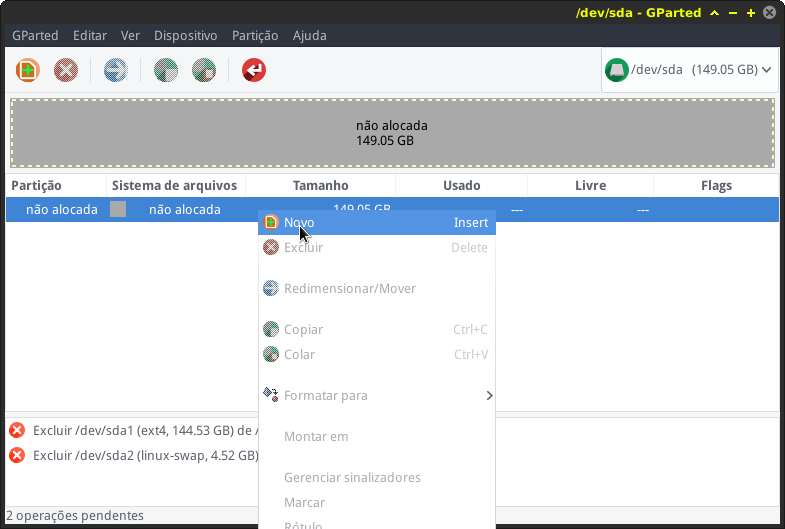 /dev/sda - GParted
GParted Editar Ver Dispositivo Partição Ajuda
/dev/sda (149.05 GB)
não alocada
149.05 GB
Partição Sistema de arquivos Tamanho Usado Livre Flags
não alocada não alocada 149.05 GB --- ---
Novo Insert
Excluir Delete
Redimensionar/Mover
Copiar Ctrl+C
Colar Ctrl+V
Formatar para
Montar em
Gerenciar sinalizadores
Marcar
Rótulo
Excluir /dev/sda1 (ext4, 144.53 GB) de /
Excluir /dev/sda2 (linux-swap, 4.52 GB)
2 operações pendentes